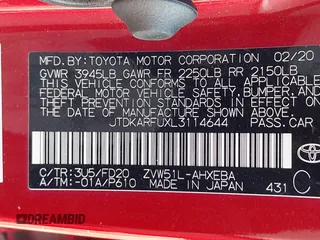 MFD. BY: TOYOTA MOTOR CORPORATION 02/20
GVWR 3945LB GAWR FR 2250LB RR 2150LB
THIS VEHICLE CONFORMS TO ALL APPLICABLE
FEDERAL MOTOR VEHICLE SAFETY, BUMPER, AND
THEFT PREVENTION STANDARDS IN EFFECT ON
THE DATE OF MANUFACTURE SHOWN ABOVE.
JTDKARFUXL3114644 PASS. CAR
C/TR: 3U5/FD20 ZVW51L-AHXEBA
A/TM: -01A/P610 MADE IN JAPAN 431 C
TOYOTA
DREAMBID